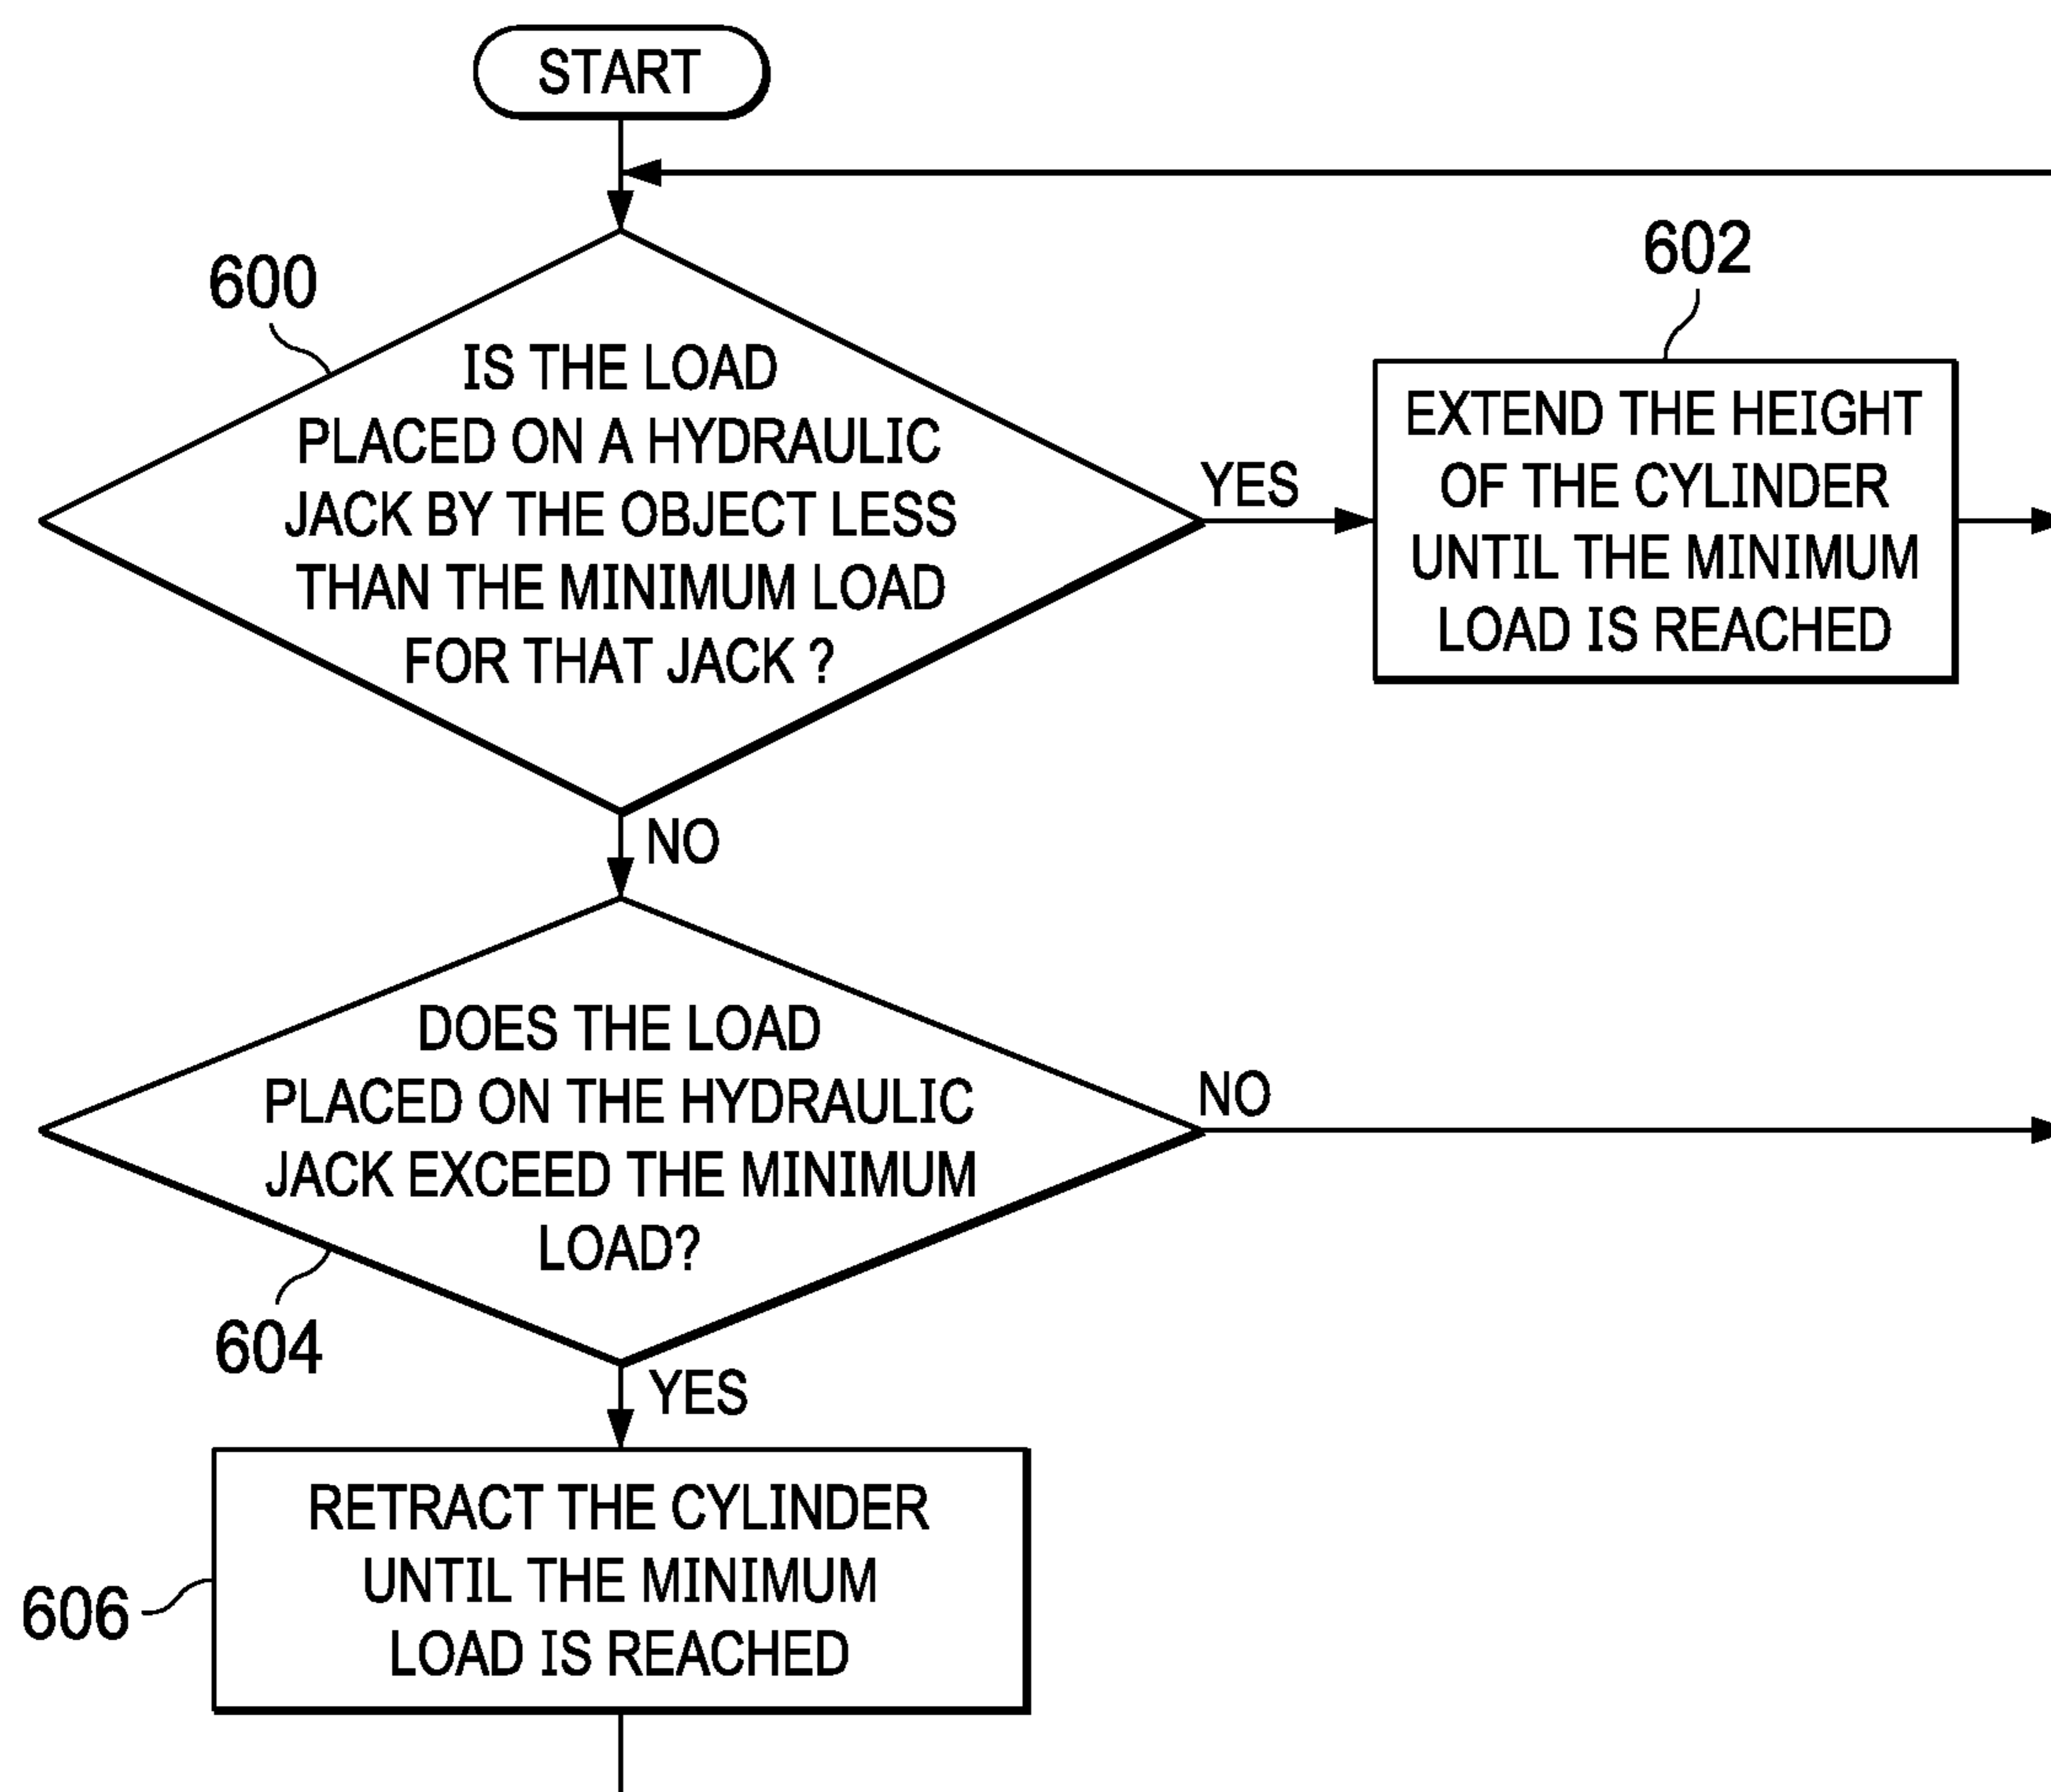 START
600
IS THE LOAD
PLACED ON A HYDRAULIC
JACK BY THE OBJECT LESS
THAN THE MINIMUM LOAD
FOR THAT JACK ?
YES
602
EXTEND THE HEIGHT
OF THE CYLINDER
UNTIL THE MINIMUM
LOAD IS REACHED
NO
DOES THE LOAD
PLACED ON THE HYDRAULIC
JACK EXCEED THE MINIMUM
LOAD?
NO
604
YES
RETRACT THE CYLINDER
UNTIL THE MINIMUM
LOAD IS REACHED
606